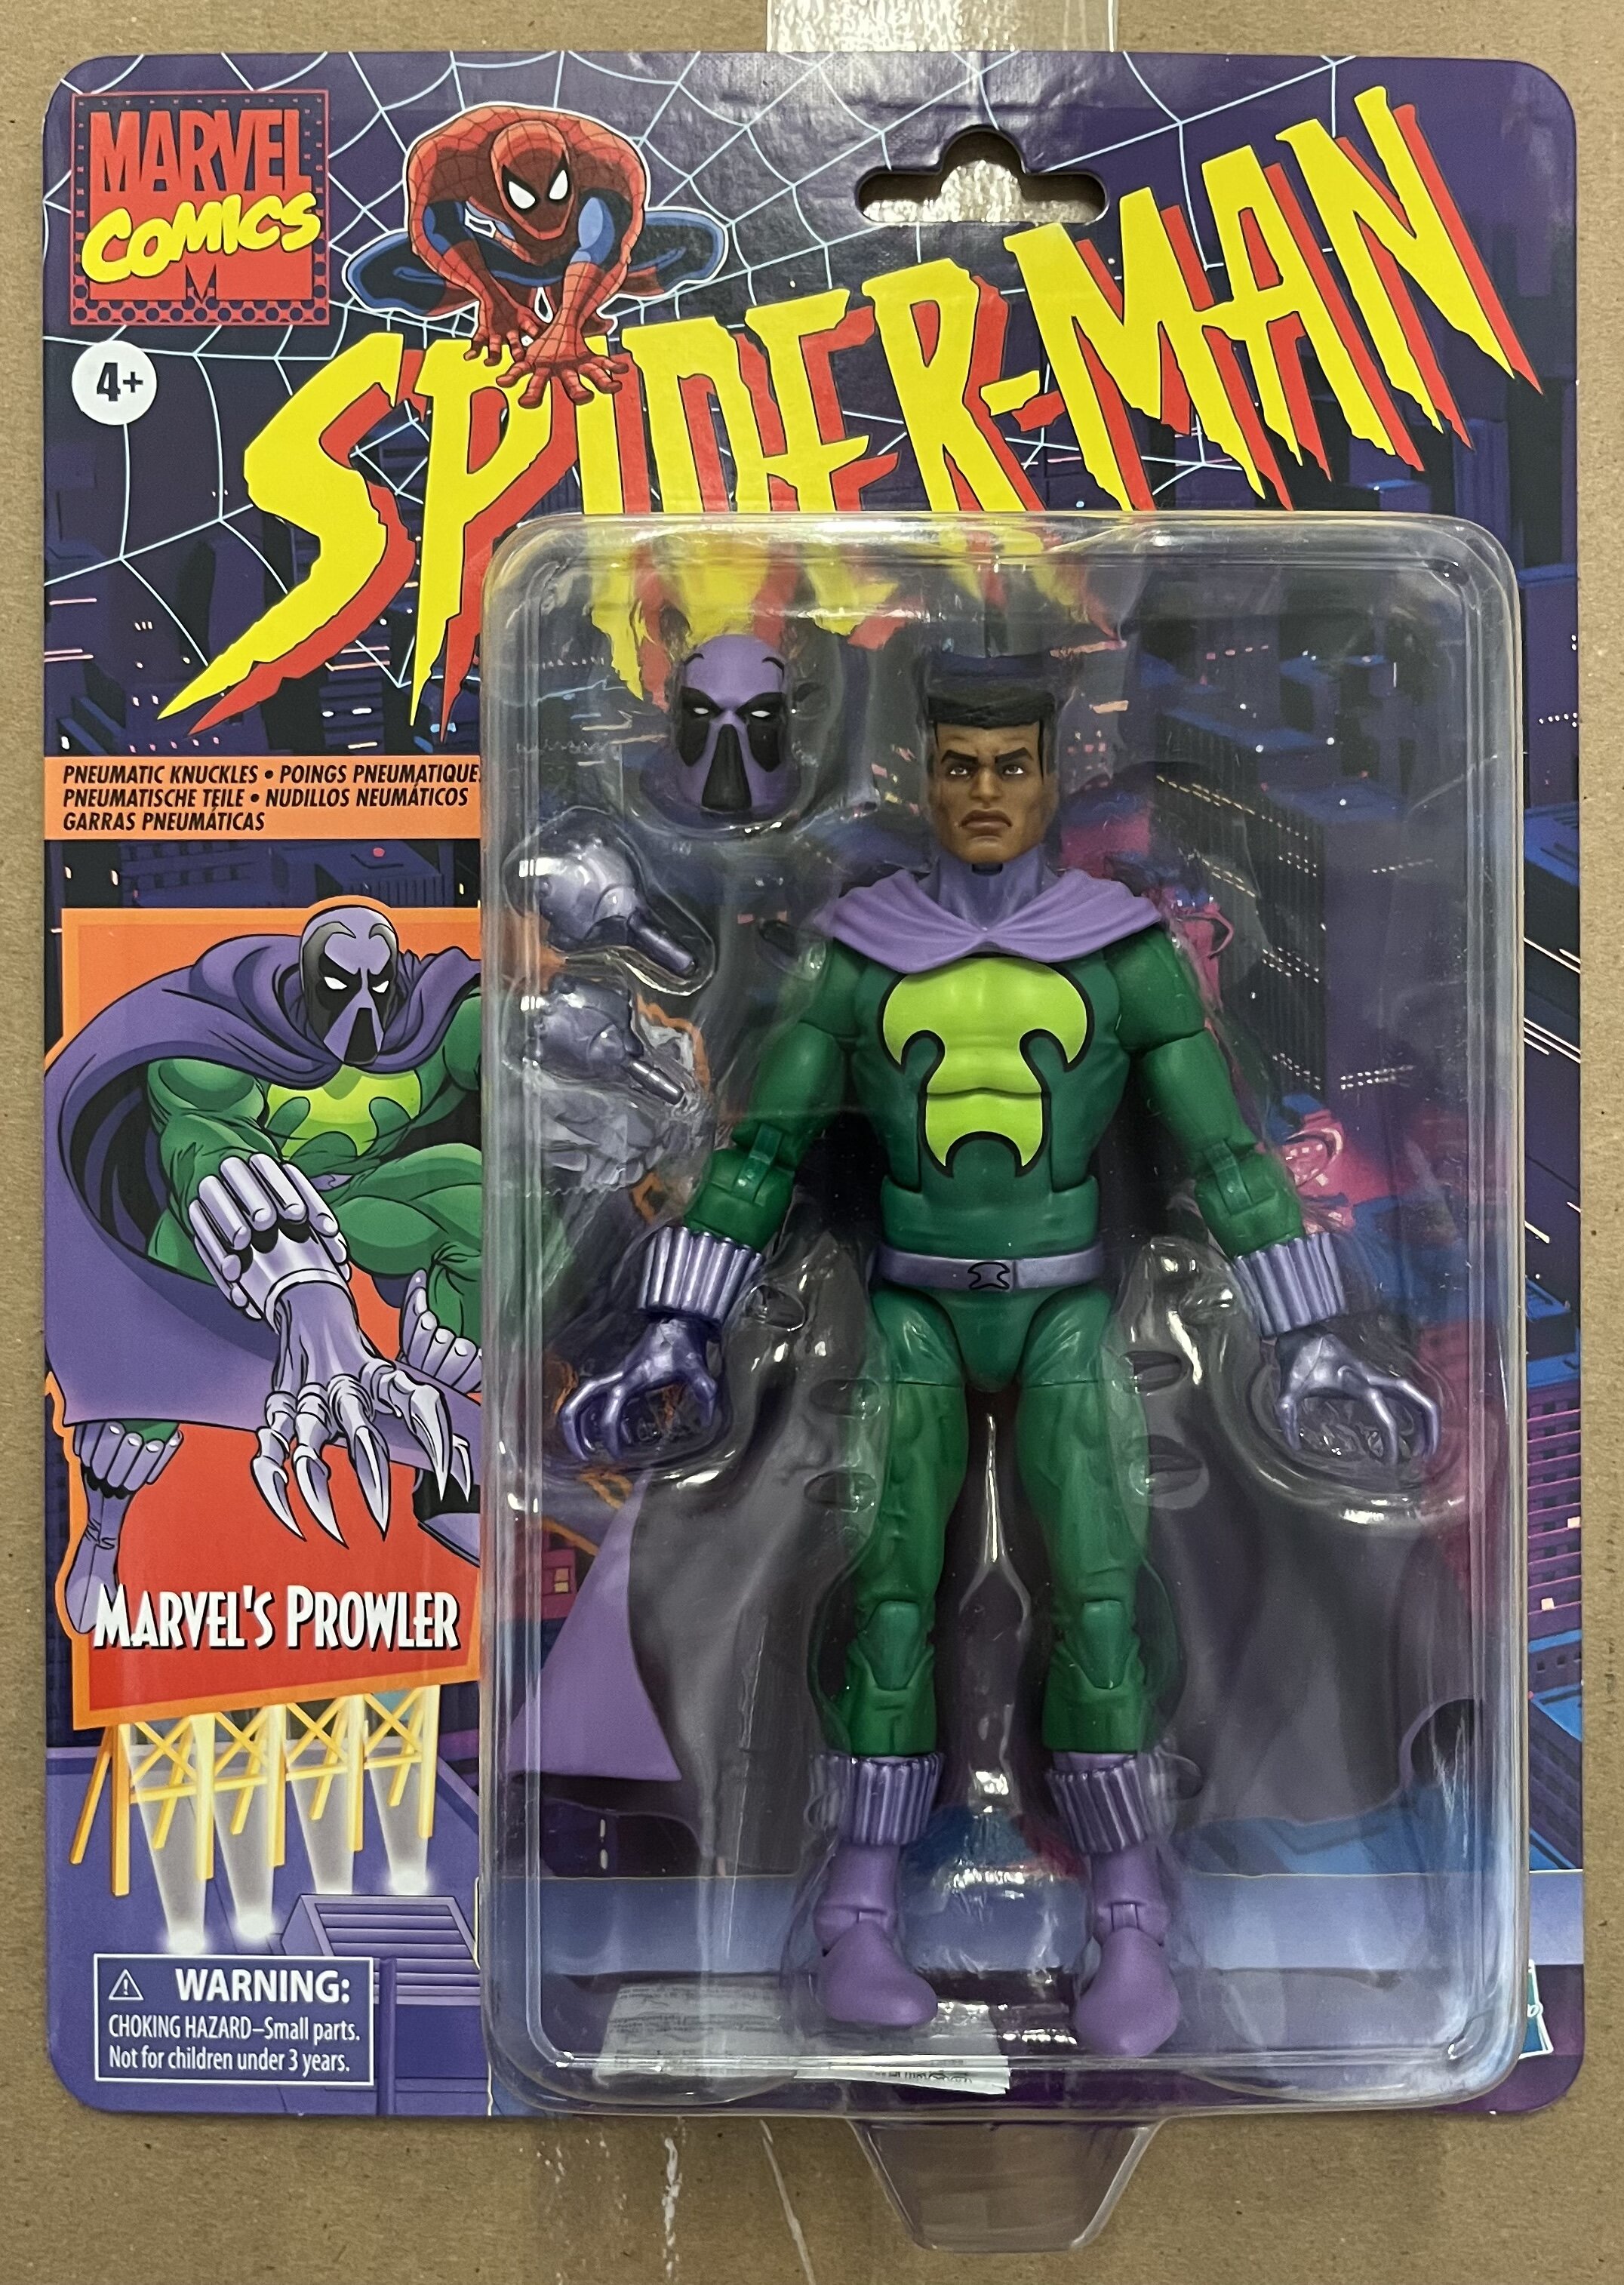 MARVEL
COMICS
M
SPIDER-MAN
4+
PNEUMATIC KNUCKLES • POINGS PNEUMATIQUE
PNEUMATISCHE TEILE • NUDILLOS NEUMÁTICOS
GARRAS PNEUMÁTICAS
MARVEL'S PROWLER
WARNING:
CHOKING HAZARD–Small parts.
Not for children under 3 years.